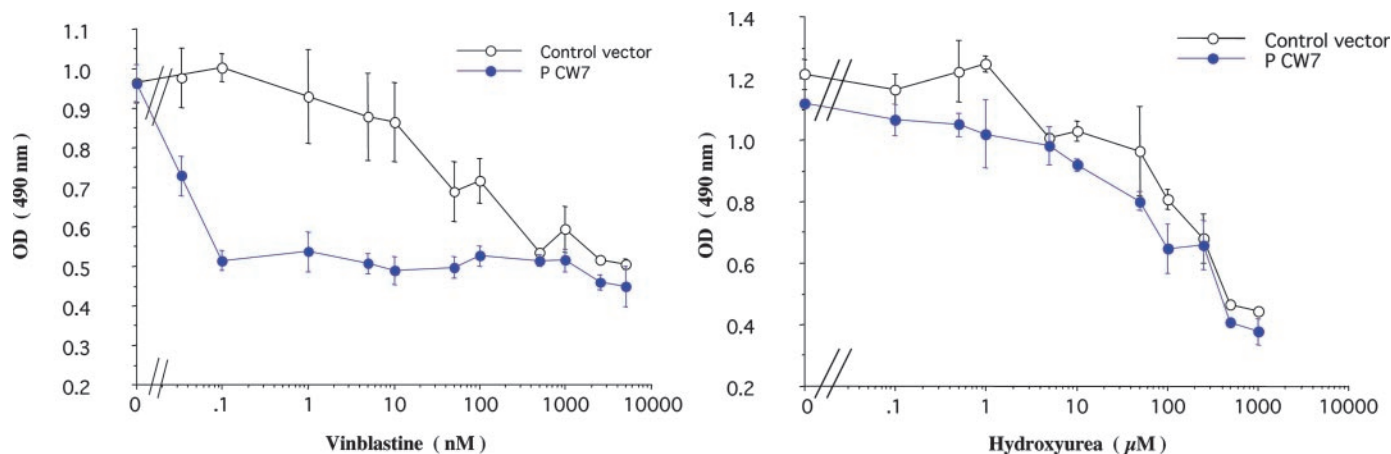 1.1
1.0
0.9
0.8
0.7
0.6
0.5
0.4
0.3
0.2
OD ( 490 nm )
0 .1 1 10 100 1000 10000
Vinblastine ( nM )
Control vector
P CW7
1.4
1.2
1.0
0.8
0.6
0.4
0.2
OD ( 490 nm )
0 .1 1 10 100 1000 10000
Hydroxyurea ( µM )
Control vector
P CW7